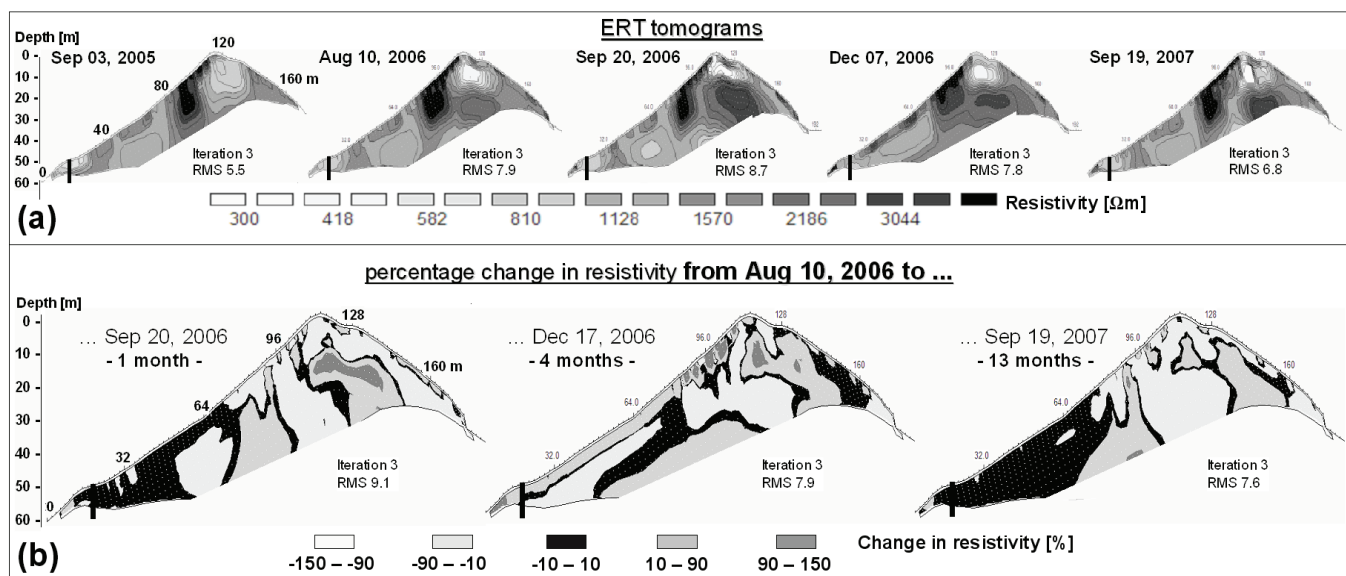 ERT tomograms
Depth [m]
0
10
20
30
40
50
60
Sep 03, 2005
120
80
160 m
40
0
Iteration 3
RMS 5.5
Aug 10, 2006
Iteration 3
RMS 7.9
Sep 20, 2006
Iteration 3
RMS 8.7
Dec 07, 2006
Iteration 3
RMS 7.8
Sep 19, 2007
Iteration 3
RMS 6.8
(a)
300 418 582 810 1128 1570 2186 3044 Resistivity [Ωm]
percentage change in resistivity from Aug 10, 2006 to ...
Depth [m]
0
10
20
30
40
50
60
... Sep 20, 2006
- 1 month -
128
96
160 m
64
32
0
Iteration 3
RMS 9.1
... Dec 17, 2006
- 4 months -
128
96.0
160
64.0
32.0
Iteration 3
RMS 7.9
... Sep 19, 2007
- 13 months -
128
96.0
160
64.0
32.0
Iteration 3
RMS 7.6
(b)
Change in resistivity [%]
-150 – -90 -90 – -10 -10 – 10 10 – 90 90 – 150